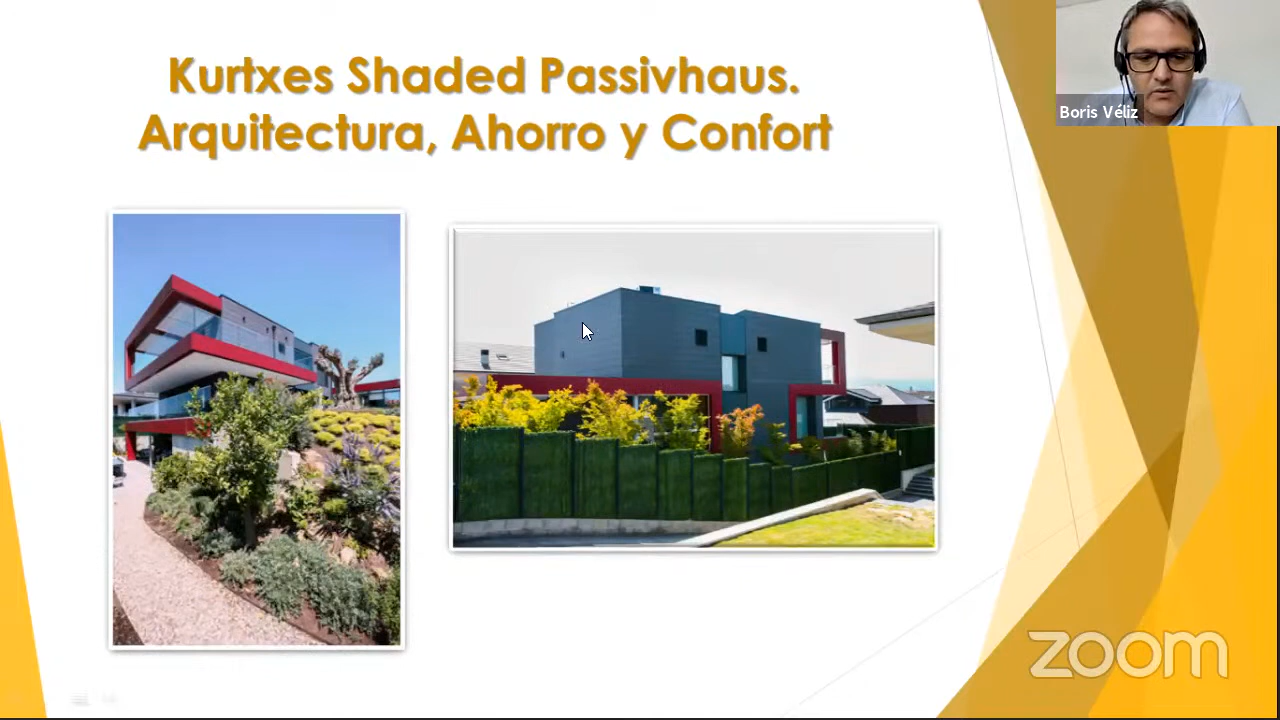 Kurtxes Shaded Passivhaus.
Arquitectura, Ahorro y Confort
Boris Véliz
zoom